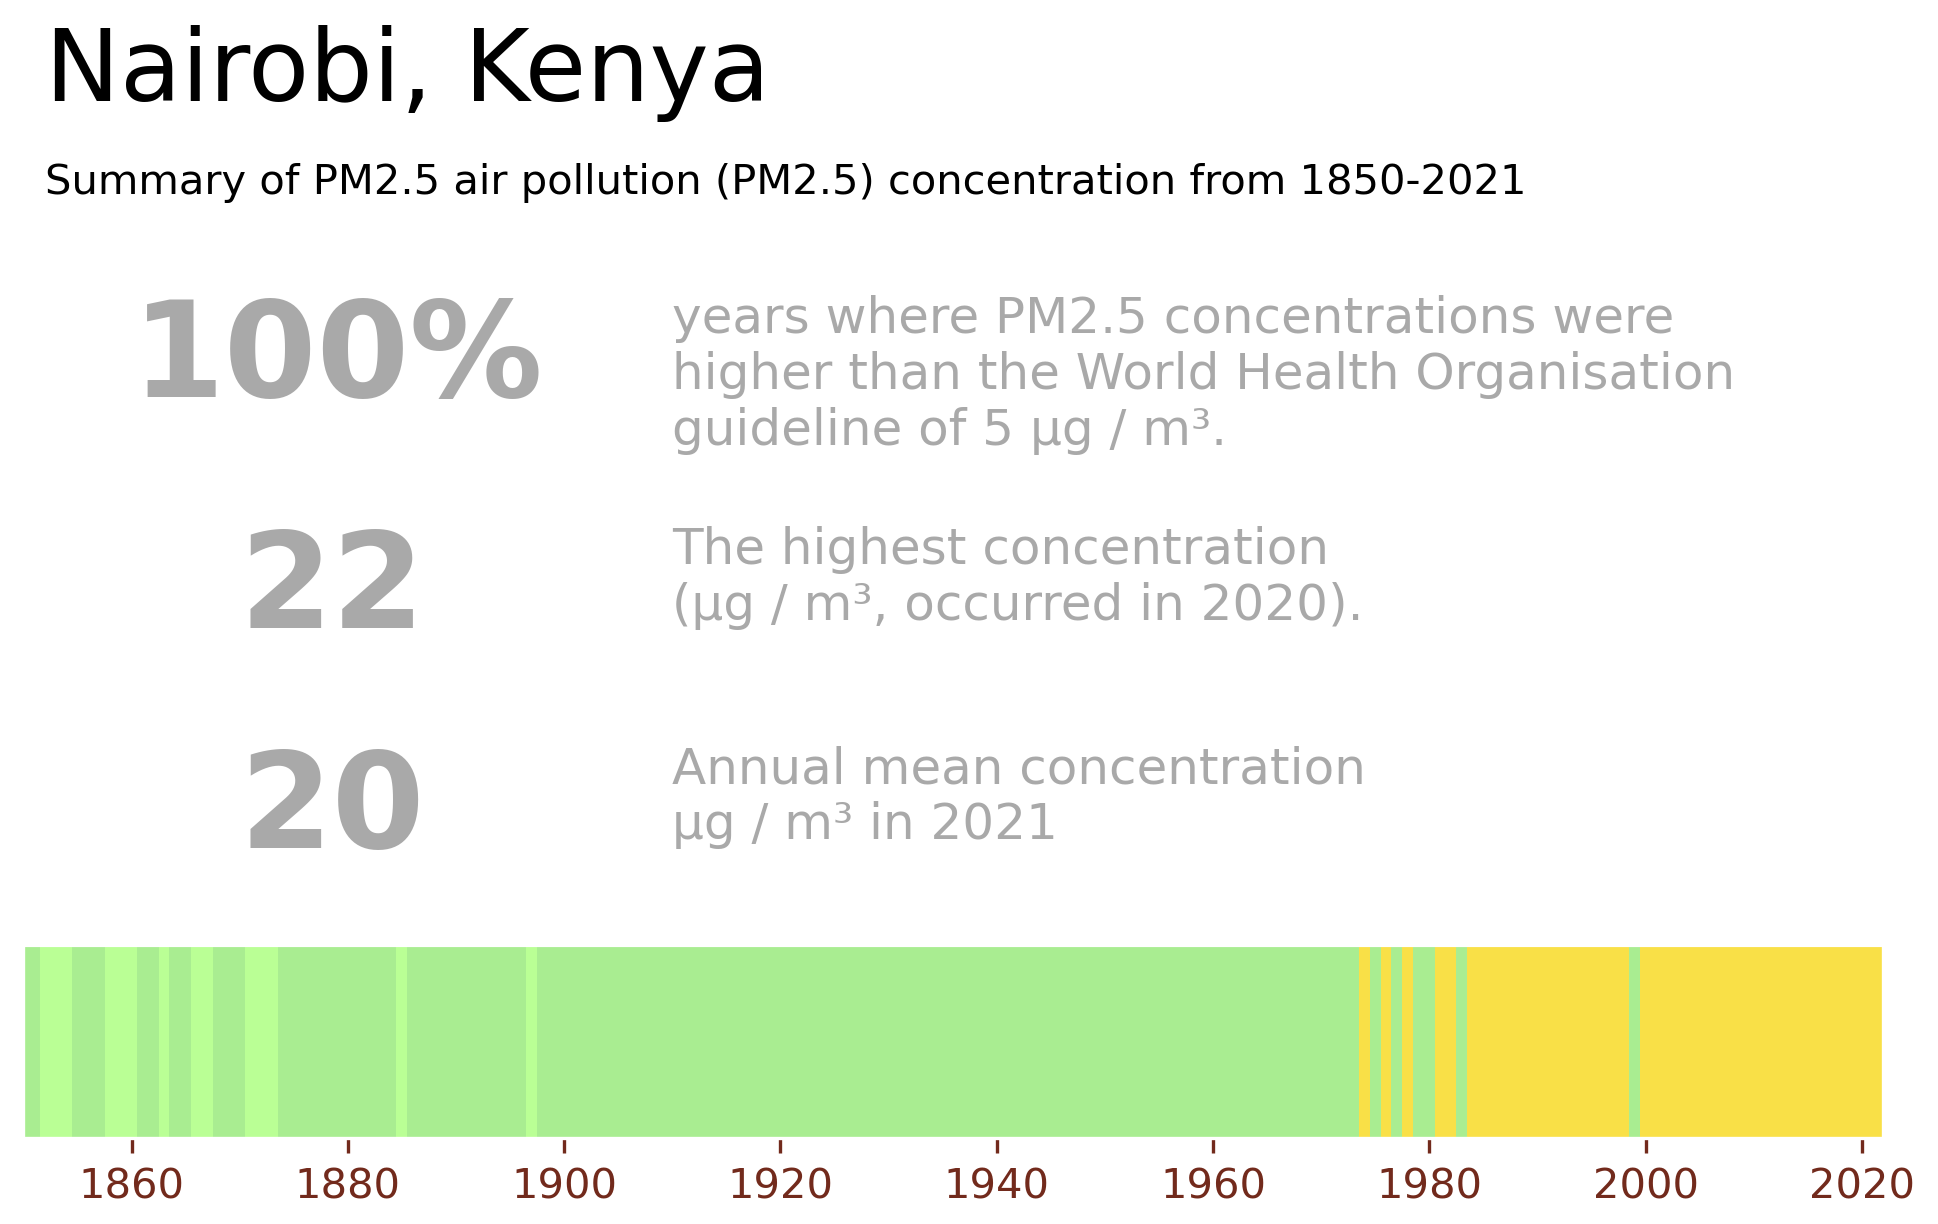 Nairobi, Kenya
Summary of PM2.5 air pollution (PM2.5) concentration from 1850-2021
100%
years where PM2.5 concentrations were
higher than the World Health Organisation
guideline of 5 µg / m³.
22
The highest concentration
(µg / m³, occurred in 2020).
20
Annual mean concentration
µg / m³ in 2021
1860 1880 1900 1920 1940 1960 1980 2000 2020